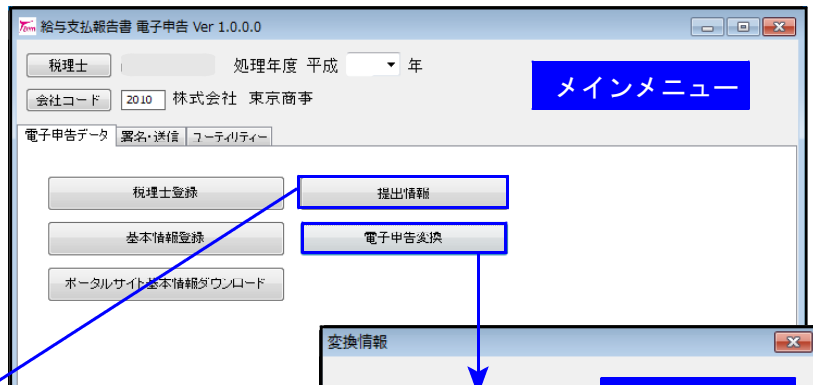 Tom 給与支払報告書 電子申告 Ver 1.0.0.0
税理士 処理年度 平成 年
メインメニュー
会社コード 2010 株式会社 東京商事
電子申告データ 署名・送信 ユーティリティー
税理士登録 提出情報
基本情報登録 電子申告変換
ポータルサイト基本情報ダウンロード
変換情報